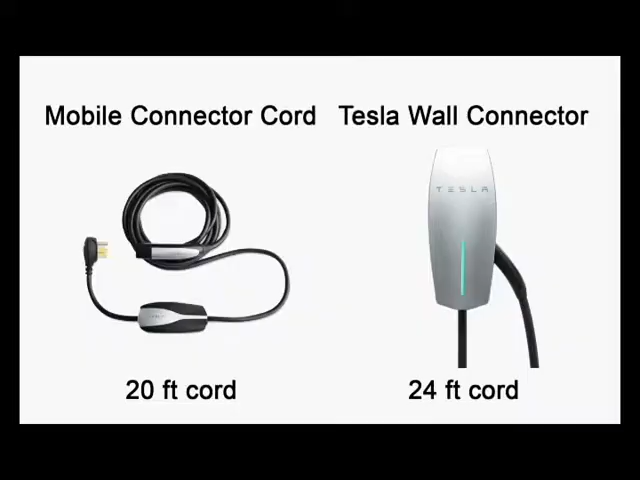 Mobile Connector Cord
Tesla Wall Connector
TESLA
20 ft cord
24 ft cord